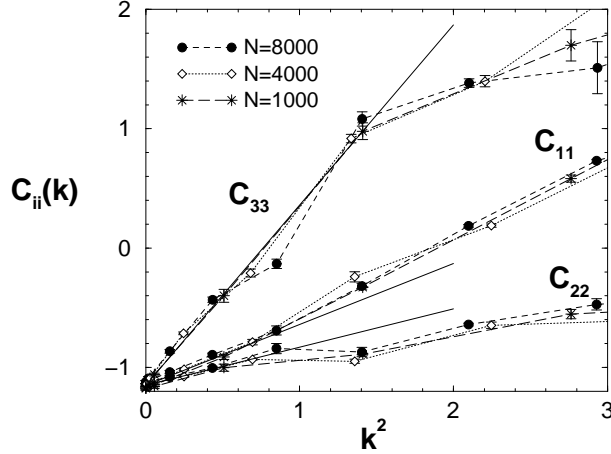 2
N=8000
N=4000
N=1000
1
C₁₁
C₃₃
Cᵢᵢ(k)
0
C₂₂
−1
0 1 2 3
k²